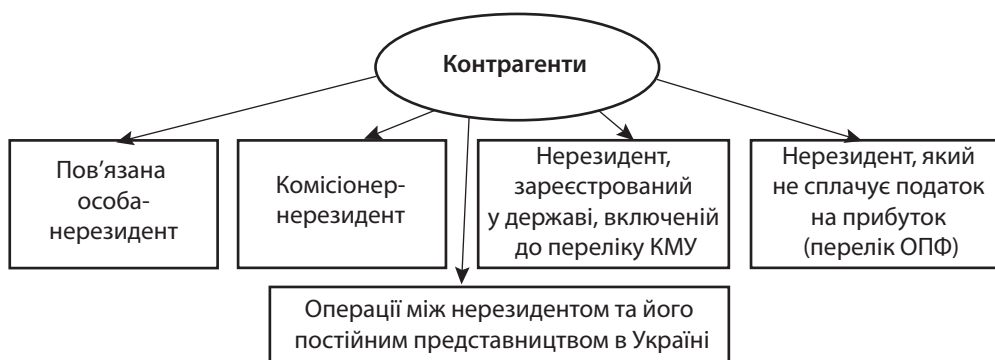 Контрагенти
Пов’язана
особа-
нерезидент
Комісіонер-
нерезидент
Нерезидент,
зареєстрований
у державі, включеній
до переліку КМУ
Нерезидент, який
не сплачує податок
на прибуток
(перелік ОПФ)
Операції між нерезидентом та його
постійним представництвом в Україні